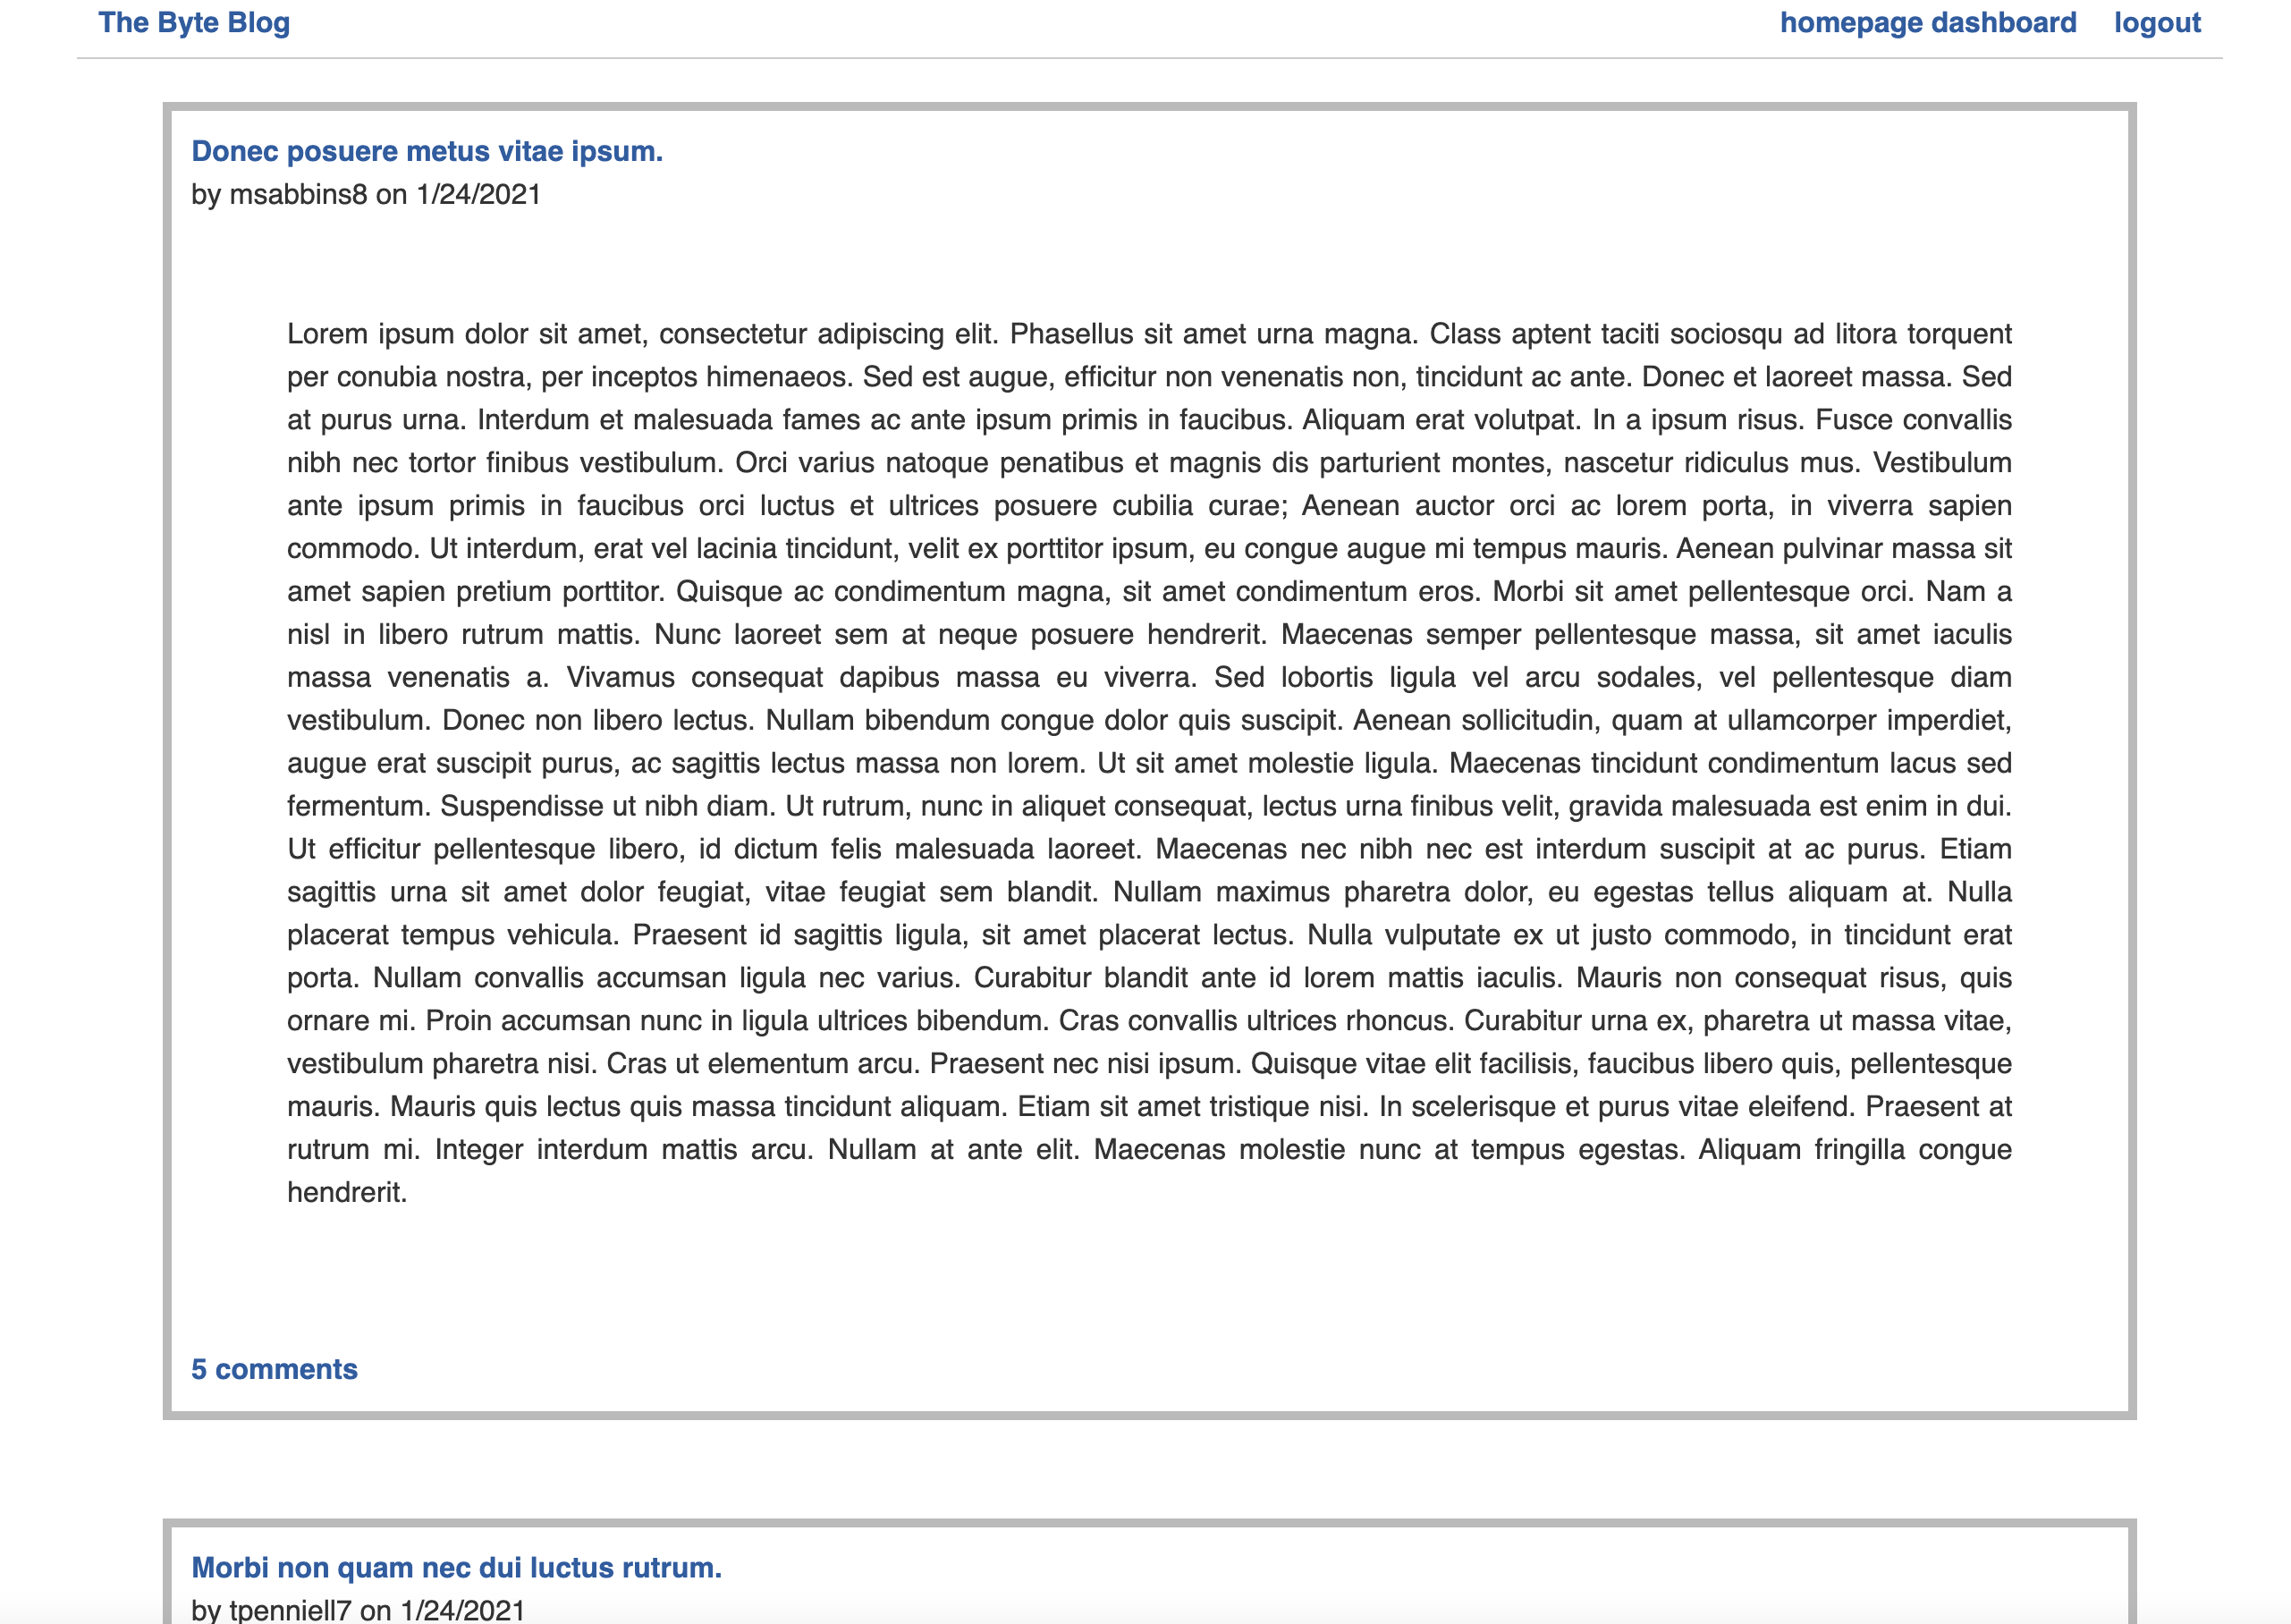 The Byte Blog
homepage dashboard logout
Donec posuere metus vitae ipsum.
by msabbins8 on 1/24/2021
Lorem ipsum dolor sit amet, consectetur adipiscing elit. Phasellus sit amet urna magna. Class aptent taciti sociosqu ad litora torquent
per conubia nostra, per inceptos himenaeos. Sed est augue, efficitur non venenatis non, tincidunt ac ante. Donec et laoreet massa. Sed
at purus urna. Interdum et malesuada fames ac ante ipsum primis in faucibus. Aliquam erat volutpat. In a ipsum risus. Fusce convallis
nibh nec tortor finibus vestibulum. Orci varius natoque penatibus et magnis dis parturient montes, nascetur ridiculus mus. Vestibulum
ante ipsum primis in faucibus orci luctus et ultrices posuere cubilia curae; Aenean auctor orci ac lorem porta, in viverra sapien
commodo. Ut interdum, erat vel lacinia tincidunt, velit ex porttitor ipsum, eu congue augue mi tempus mauris. Aenean pulvinar massa sit
amet sapien pretium porttitor. Quisque ac condimentum magna, sit amet condimentum eros. Morbi sit amet pellentesque orci. Nam a
nisl in libero rutrum mattis. Nunc laoreet sem at neque posuere hendrerit. Maecenas semper pellentesque massa, sit amet iaculis
massa venenatis a. Vivamus consequat dapibus massa eu viverra. Sed lobortis ligula vel arcu sodales, vel pellentesque diam
vestibulum. Donec non libero lectus. Nullam bibendum congue dolor quis suscipit. Aenean sollicitudin, quam at ullamcorper imperdiet,
augue erat suscipit purus, ac sagittis lectus massa non lorem. Ut sit amet molestie ligula. Maecenas tincidunt condimentum lacus sed
fermentum. Suspendisse ut nibh diam. Ut rutrum, nunc in aliquet consequat, lectus urna finibus velit, gravida malesuada est enim in dui.
Ut efficitur pellentesque libero, id dictum felis malesuada laoreet. Maecenas nec nibh nec est interdum suscipit at ac purus. Etiam
sagittis urna sit amet dolor feugiat, vitae feugiat sem blandit. Nullam maximus pharetra dolor, eu egestas tellus aliquam at. Nulla
placerat tempus vehicula. Praesent id sagittis ligula, sit amet placerat lectus. Nulla vulputate ex ut justo commodo, in tincidunt erat
porta. Nullam convallis accumsan ligula nec varius. Curabitur blandit ante id lorem mattis iaculis. Mauris non consequat risus, quis
ornare mi. Proin accumsan nunc in ligula ultrices bibendum. Cras convallis ultrices rhoncus. Curabitur urna ex, pharetra ut massa vitae,
vestibulum pharetra nisi. Cras ut elementum arcu. Praesent nec nisi ipsum. Quisque vitae elit facilisis, faucibus libero quis, pellentesque
mauris. Mauris quis lectus quis massa tincidunt aliquam. Etiam sit amet tristique nisi. In scelerisque et purus vitae eleifend. Praesent at
rutrum mi. Integer interdum mattis arcu. Nullam at ante elit. Maecenas molestie nunc at tempus egestas. Aliquam fringilla congue
hendrerit.
5 comments
Morbi non quam nec dui luctus rutrum.
by tpenniell7 on 1/24/2021